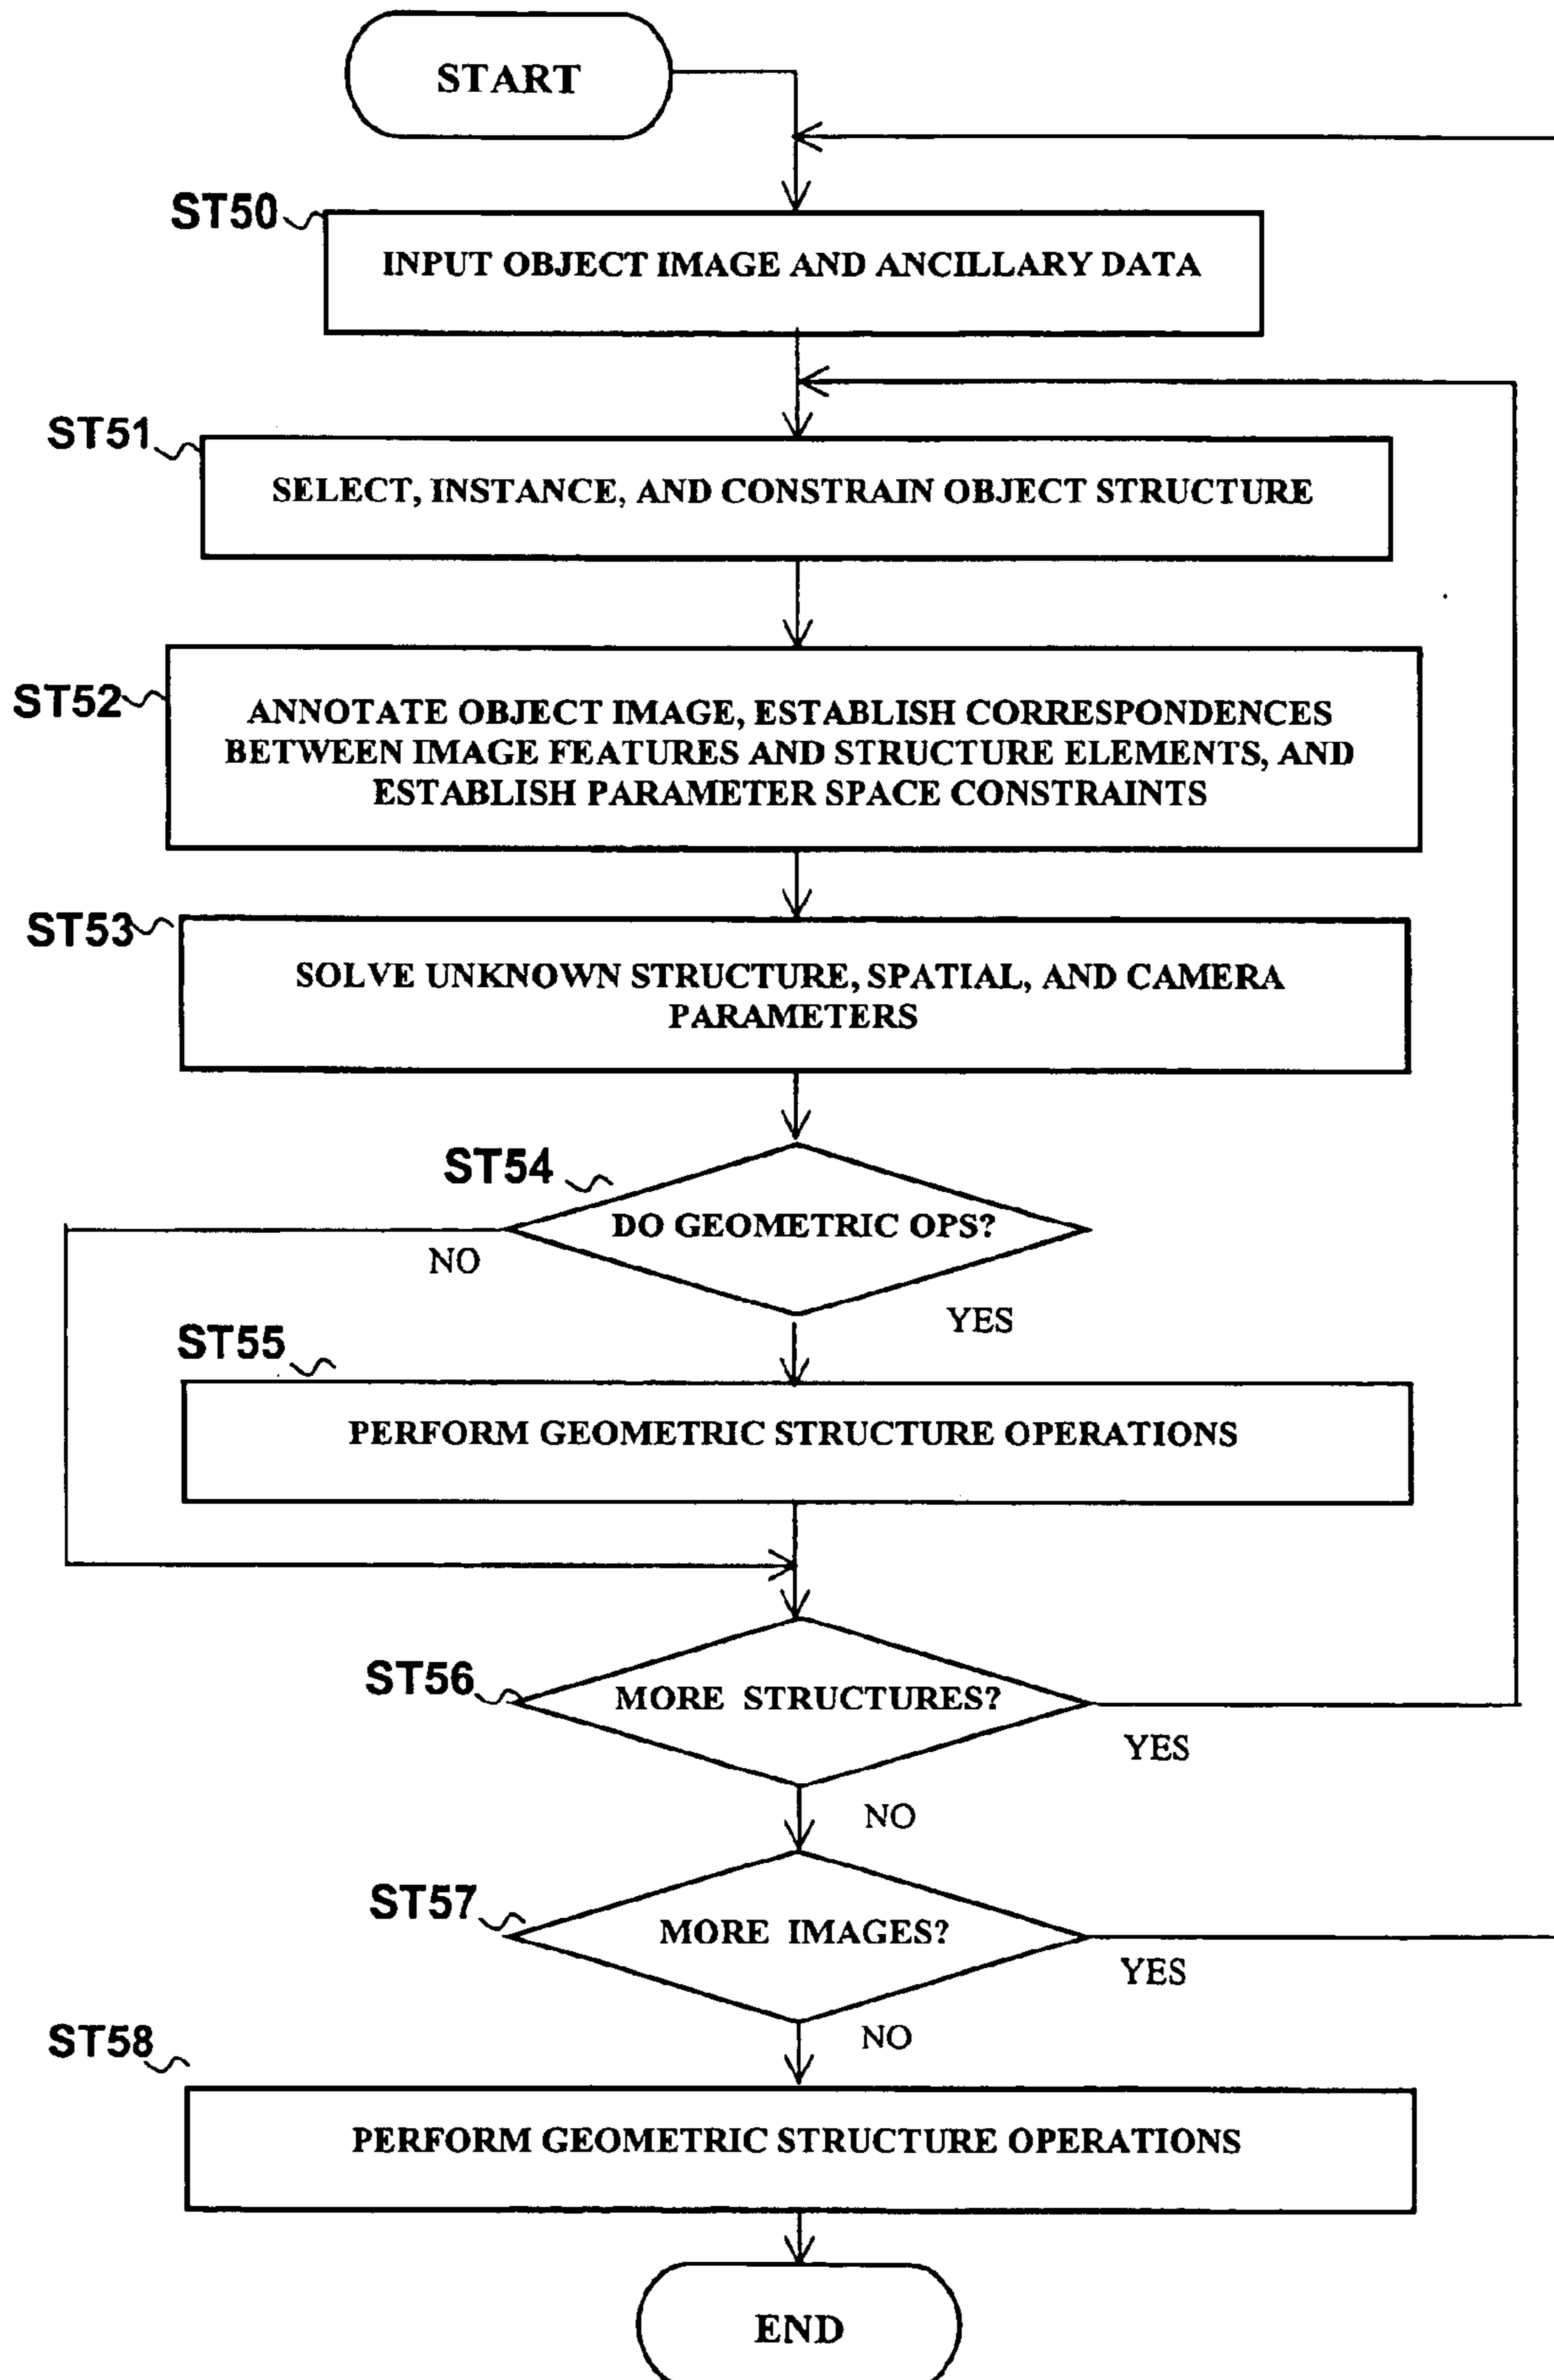 START
ST50
INPUT OBJECT IMAGE AND ANCILLARY DATA
ST51
SELECT, INSTANCE, AND CONSTRAIN OBJECT STRUCTURE
ST52
ANNOTATE OBJECT IMAGE, ESTABLISH CORRESPONDENCES
BETWEEN IMAGE FEATURES AND STRUCTURE ELEMENTS, AND
ESTABLISH PARAMETER SPACE CONSTRAINTS
ST53
SOLVE UNKNOWN STRUCTURE, SPATIAL, AND CAMERA
PARAMETERS
ST54
DO GEOMETRIC OPS?
NO
YES
ST55
PERFORM GEOMETRIC STRUCTURE OPERATIONS
ST56
MORE STRUCTURES?
YES
NO
ST57
MORE IMAGES?
YES
NO
ST58
PERFORM GEOMETRIC STRUCTURE OPERATIONS
END